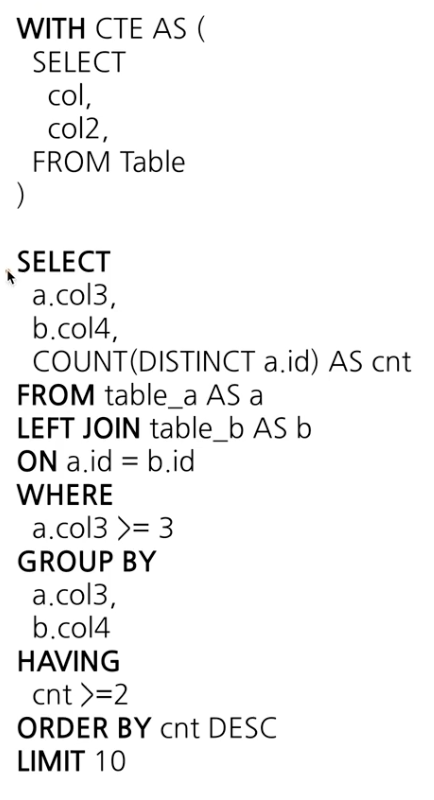 WITH CTE AS (
SELECT
col,
col2,
FROM Table
)
SELECT
a.col3,
b.col4,
COUNT(DISTINCT a.id) AS cnt
FROM table_a AS a
LEFT JOIN table_b AS b
ON a.id = b.id
WHERE
a.col3 >= 3
GROUP BY
a.col3,
b.col4
HAVING
cnt >=2
ORDER BY cnt DESC
LIMIT 10